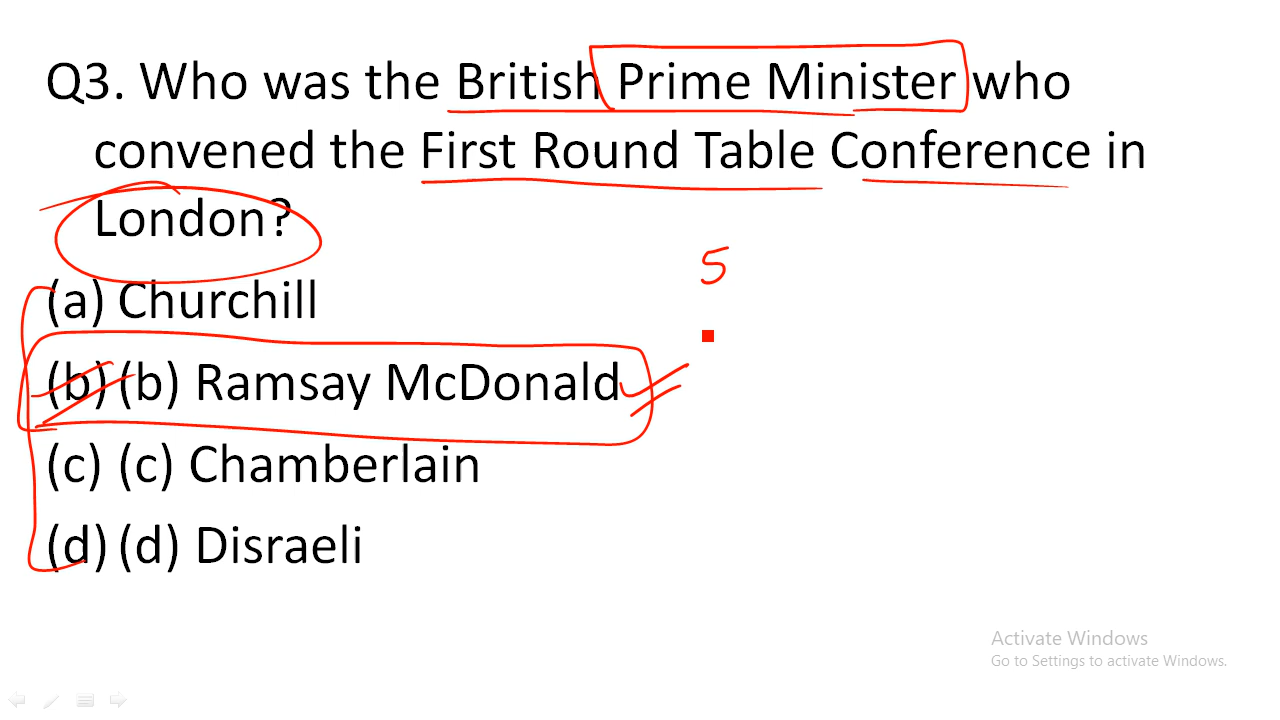 Q3. Who was the British Prime Minister who
convened the First Round Table Conference in
London?
5
(a) Churchill
(b) (b) Ramsay McDonald
(c) (c) Chamberlain
(d) (d) Disraeli
Activate Windows
Go to Settings to activate Windows.